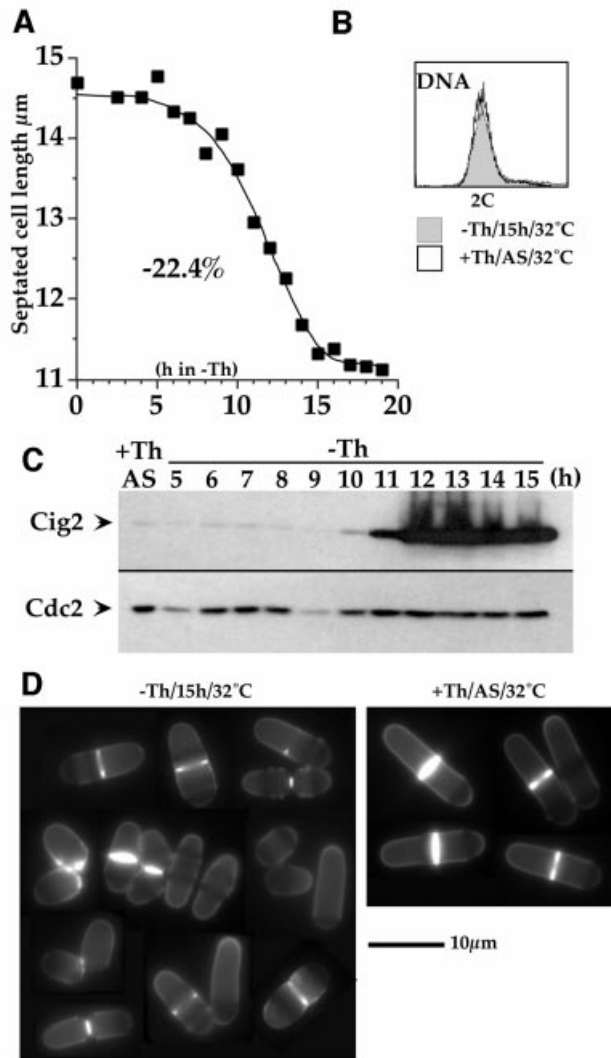 A
Septated cell length µm
15
14
13
12
11
-22.4%
(h in -Th)
0 5 10 15 20
B
DNA
2C
-Th/15h/32°C
+Th/AS/32°C
C
+Th -Th
AS 5 6 7 8 9 10 11 12 13 14 15 (h)
Cig2
Cdc2
D
-Th/15h/32°C
+Th/AS/32°C
10µm